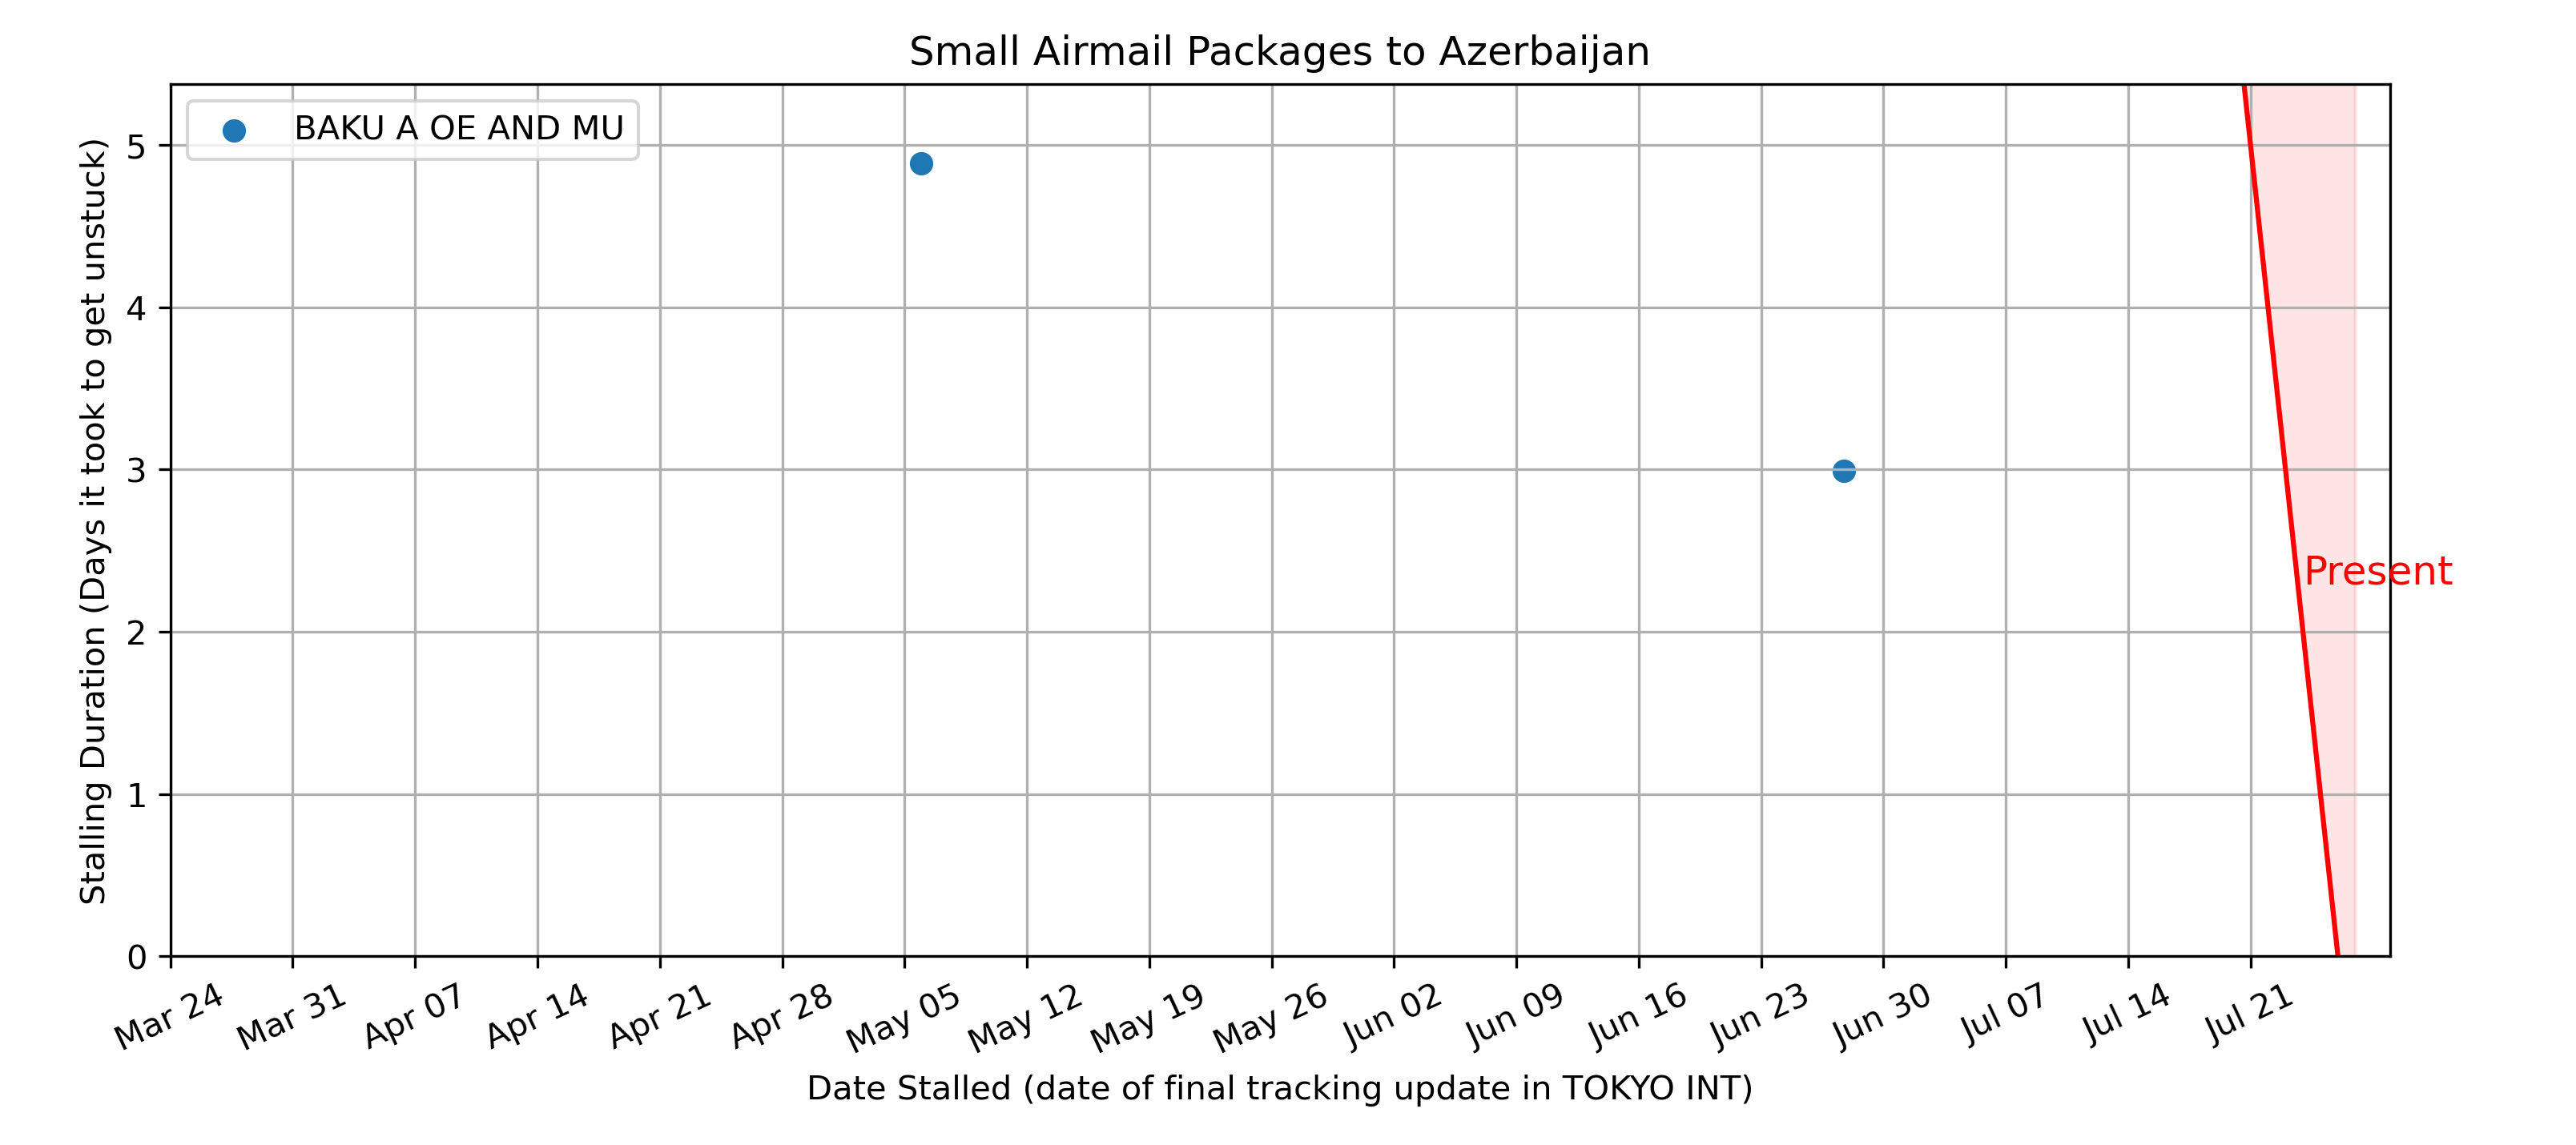 Small Airmail Packages to Azerbaijan
BAKU A OE AND MU
Stalling Duration (Days it took to get unstuck)
5
4
3
2
1
0
Present
Mar 24
Mar 31
Apr 07
Apr 14
Apr 21
Apr 28
May 05
May 12
May 19
May 26
Jun 02
Jun 09
Jun 16
Jun 23
Jun 30
Jul 07
Jul 14
Jul 21
Date Stalled (date of final tracking update in TOKYO INT)